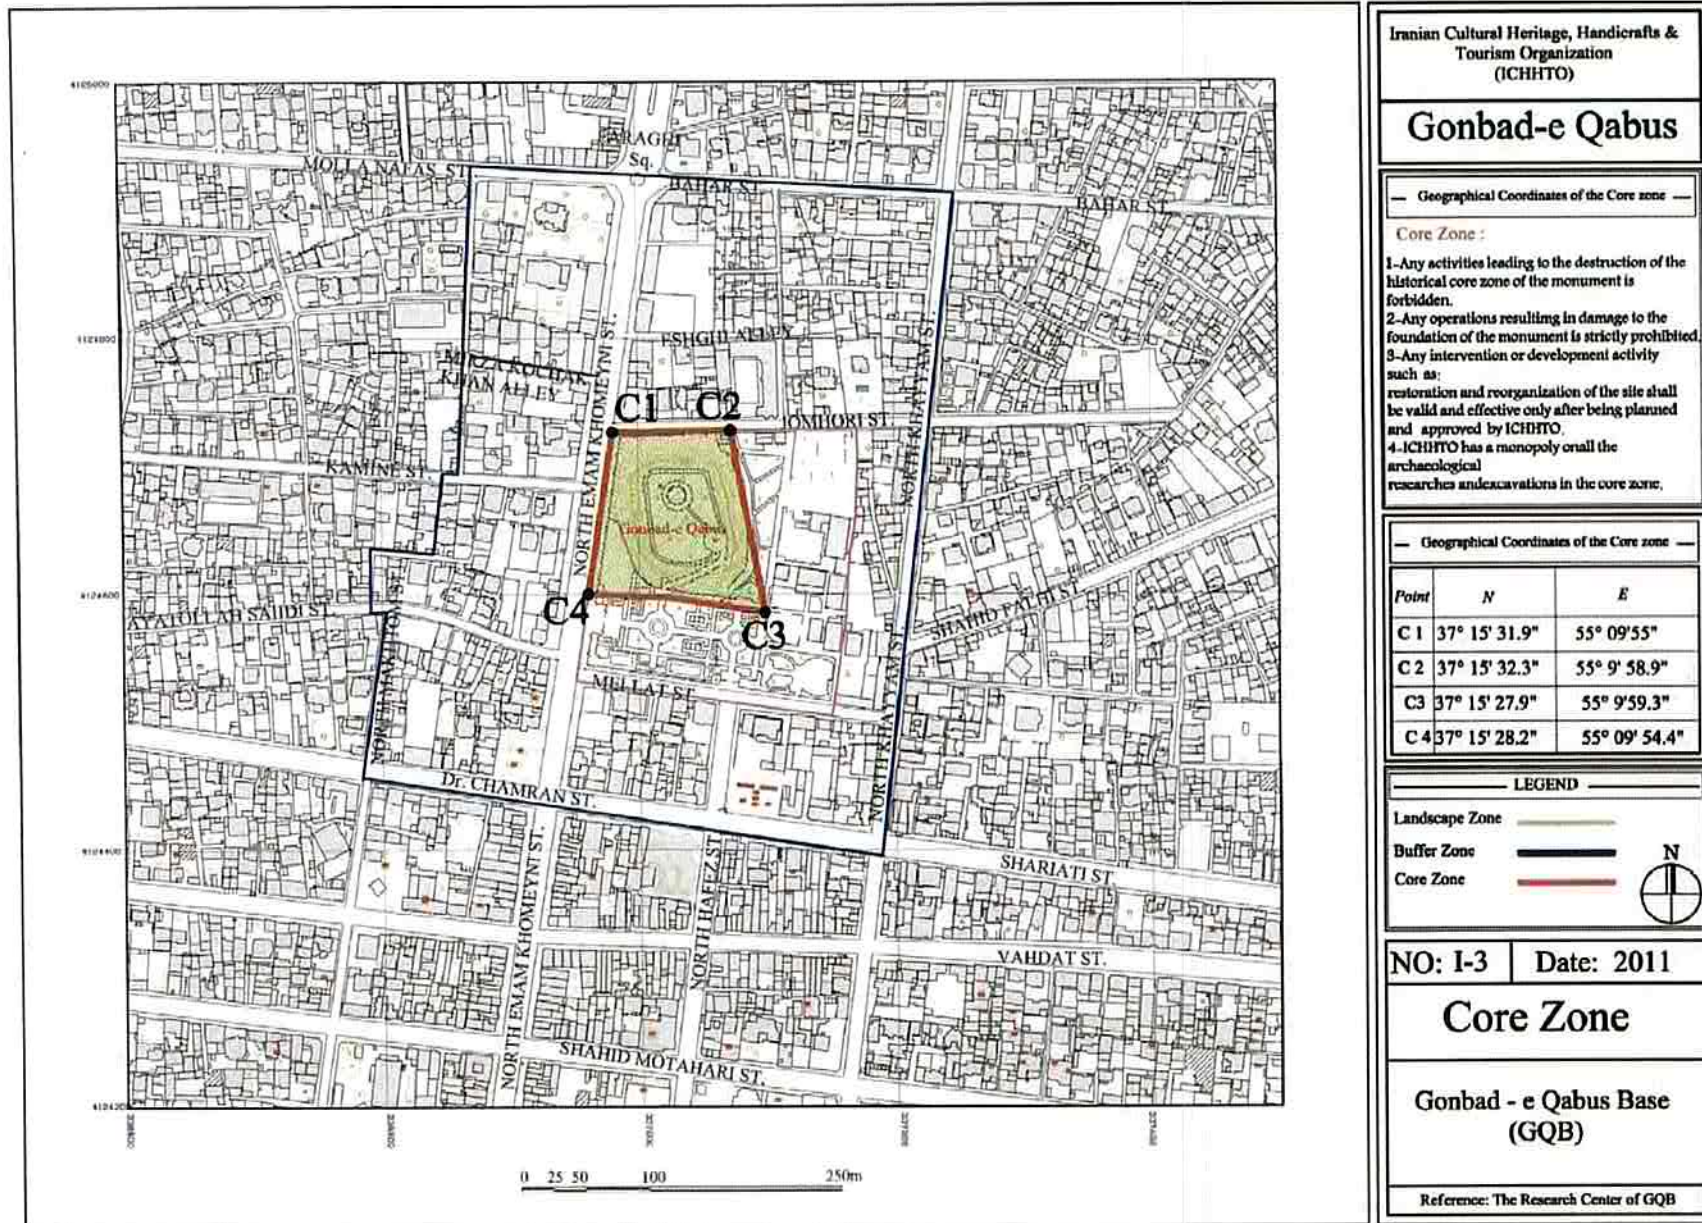 4125000
MOLLA NAFAS ST.
ARAGHI
Sq.
BAHAR ST.
BAHAR ST.
ESHGHI ALLEY
MIRZA KUCHAK
KHAN ALLEY
NORTH EMAM KHOMEYNI ST.
NORTH KHAYYAM ST.
C1
C2
JOMHORI ST.
KAMINE ST.
Gonbad-e Qabus
4124600
C4
C3
AYATOLLAH SAIIDI ST.
SHAHID FALHI ST.
MELLAT ST.
NORTH KHAYYAM ST.
Dr. CHAMRAN ST.
4124400
SHARIATI ST.
NORTH EMAM KHOMEYNI ST.
NORTH HAFEZ ST.
VAHDAT ST.
SHAHID MOTAHARI ST.
0 25 50 100 250m
Iranian Cultural Heritage, Handicrafts &
Tourism Organization
(ICHHTO)
Gonbad-e Qabus
Geographical Coordinates of the Core zone
Core Zone :
1-Any activities leading to the destruction of the
historical core zone of the monument is
forbidden.
2-Any operations resulting in damage to the
foundation of the monument is strictly prohibited.
3-Any intervention or development activity
such as:
restoration and reorganization of the site shall
be valid and effective only after being planned
and approved by ICHHTO.
4-ICHHTO has a monopoly onall the
archaeological
researches andexcavations in the core zone.
Geographical Coordinates of the Core zone
Point N E
C 1 37° 15' 31.9" 55° 09'55"
C 2 37° 15' 32.3" 55° 9' 58.9"
C3 37° 15' 27.9" 55° 9'59.3"
C 4 37° 15' 28.2" 55° 09' 54.4"
LEGEND
Landscape Zone
Buffer Zone
Core Zone
N
NO: I-3 Date: 2011
Core Zone
Gonbad - e Qabus Base
(GQB)
Reference: The Research Center of GQB